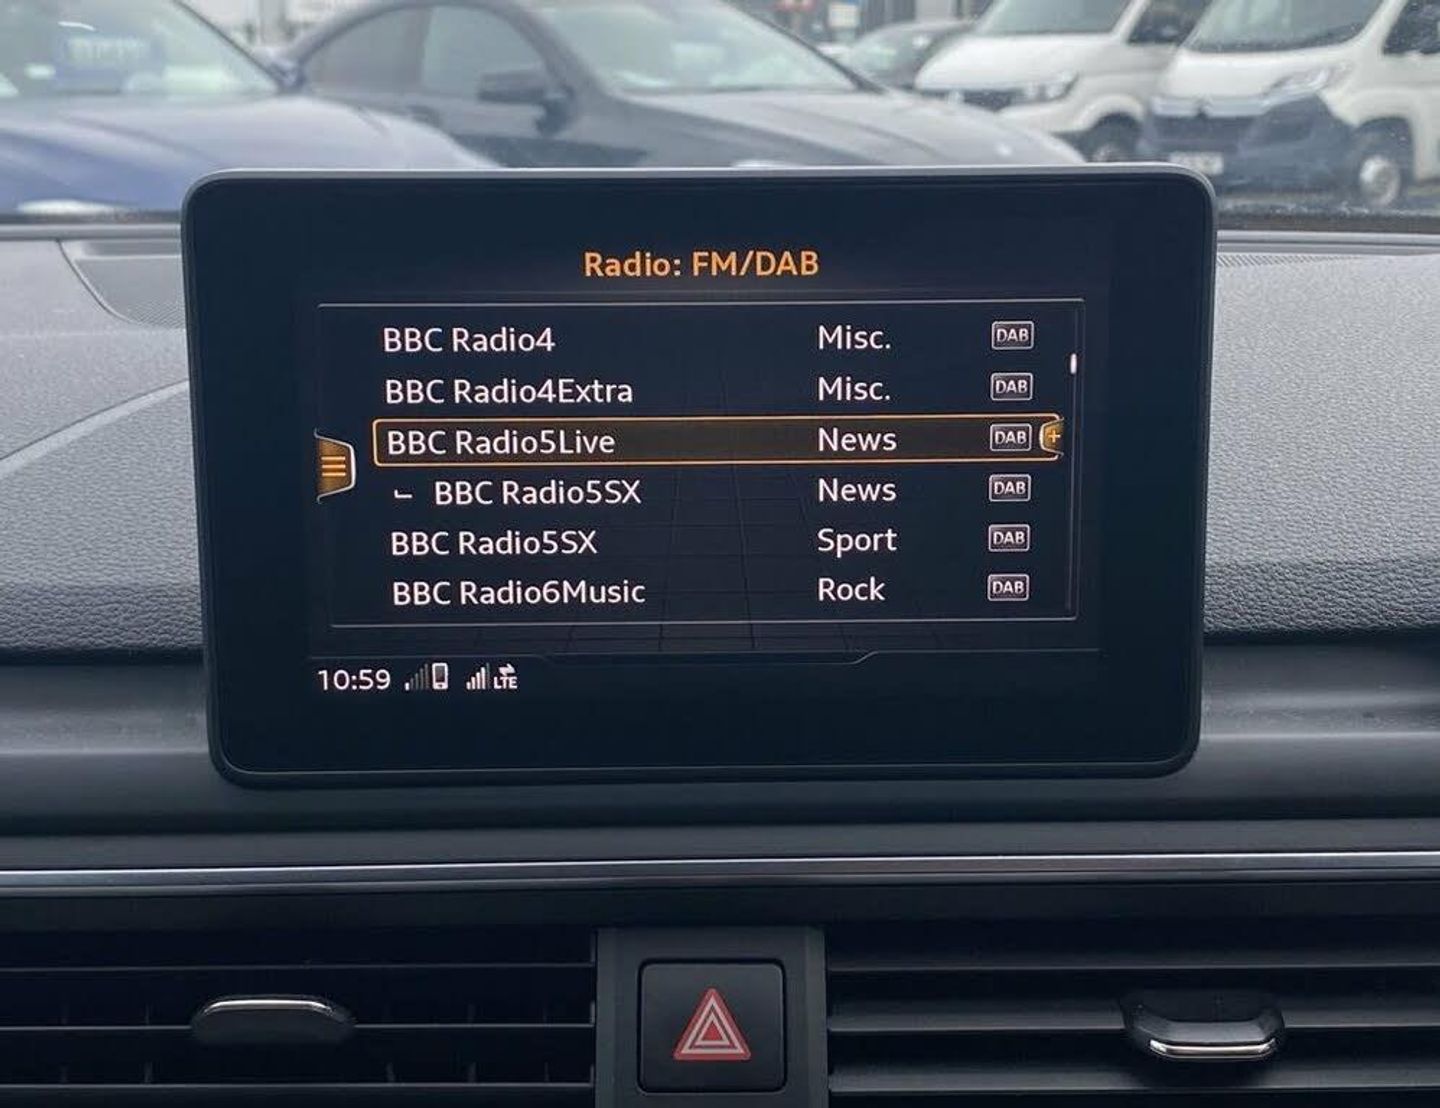 Radio: FM/DAB
BBC Radio4 Misc. DAB
BBC Radio4Extra Misc. DAB
BBC Radio5Live News DAB +
BBC Radio5SX News DAB
BBC Radio5SX Sport DAB
BBC Radio6Music Rock DAB
10:59 LTE